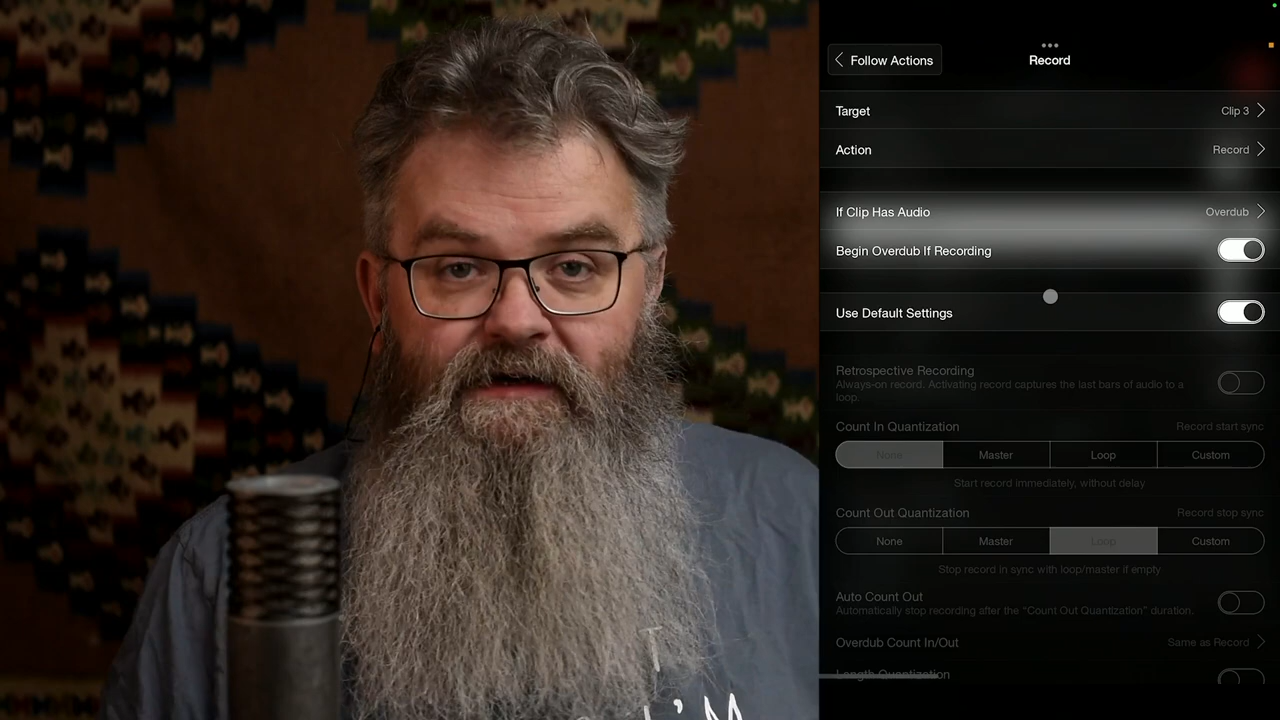 Follow Actions
Record
Target
Clip 3
Action
Record
If Clip Has Audio
Overdub
Begin Overdub If Recording
Use Default Settings
Retrospective Recording
Always-on record. Activating record captures the last bars of audio to a
loop.
Count In Quantization
Record start sync
None
Master
Loop
Custom
Start record immediately, without delay
Count Out Quantization
Record stop sync
None
Master
Loop
Custom
Stop record in sync with loop/master if empty
Auto Count Out
Automatically stop recording after the "Count Out Quantization" duration.
Overdub Count In/Out
Same as Record
Length Quantization
T
I'M